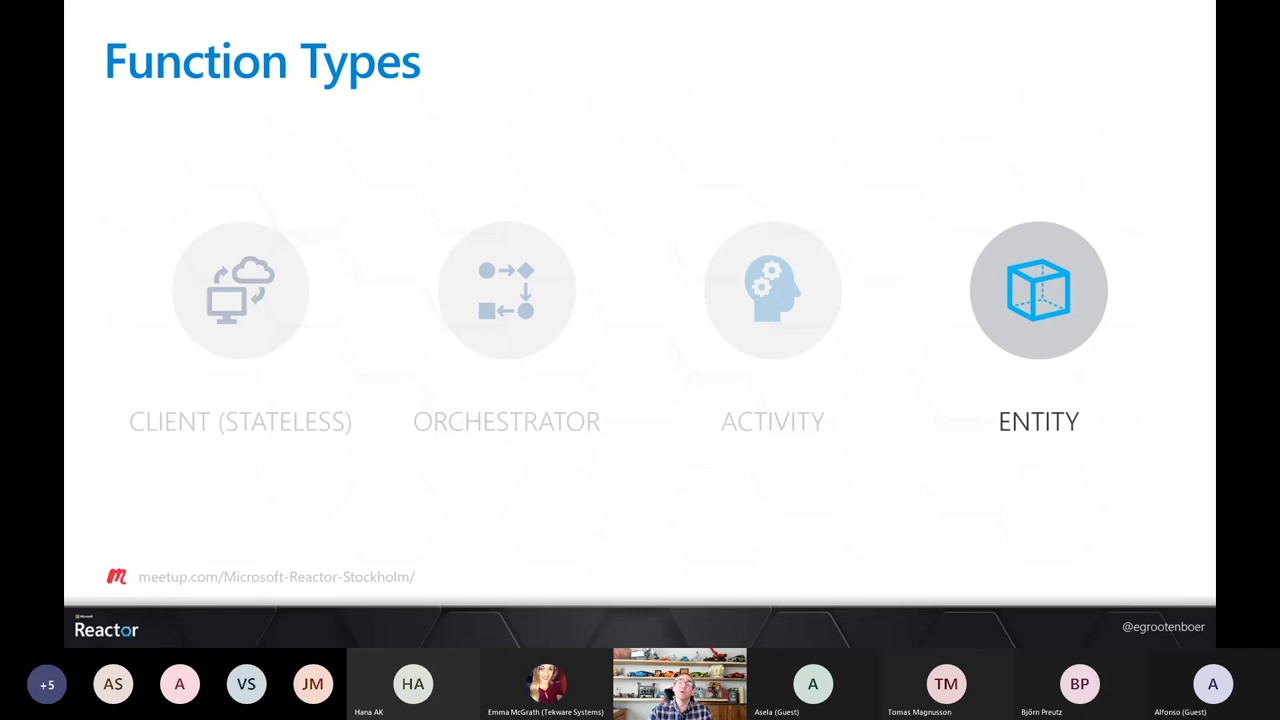 Function Types
CLIENT (STATELESS)
ORCHESTRATOR
ACTIVITY
ENTITY
meetup.com/Microsoft-Reactor-Stockholm/
Microsoft
Reactor
@egrootenboer
+5
AS
A
VS
JM
HA
Hana AK
Emma McGrath (Tekware Systems)
A
Asela (Guest)
TM
Tomas Magnusson
BP
Björn Preutz
A
Alfonso (Guest)